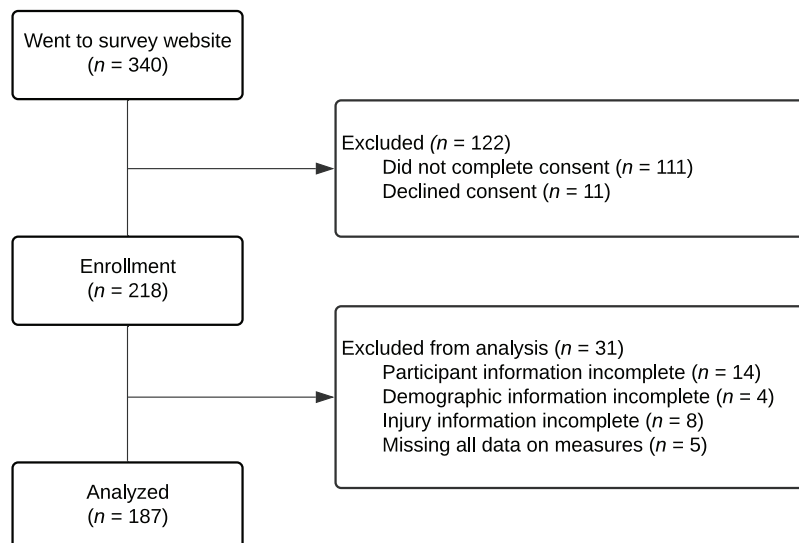 Went to survey website
(n = 340)
Excluded (n = 122)
Did not complete consent (n = 111)
Declined consent (n = 11)
Enrollment
(n = 218)
Excluded from analysis (n = 31)
Participant information incomplete (n = 14)
Demographic information incomplete (n = 4)
Injury information incomplete (n = 8)
Missing all data on measures (n = 5)
Analyzed
(n = 187)